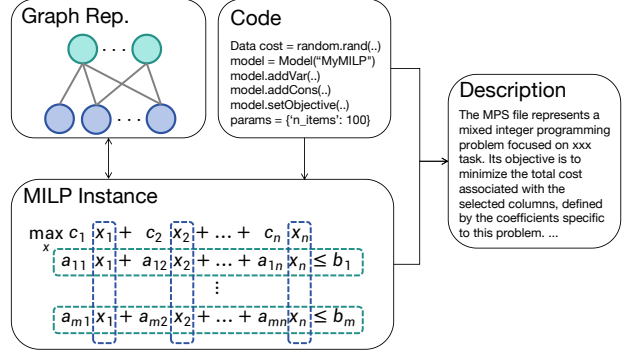 Graph Rep.
. . .
. . .
Code
Data cost = random.rand(..)
model = Model("MyMILP")
model.addVar(..)
model.addCons(..)
model.setObjective(..)
params = {'n_items': 100}
Description
The MPS file represents a
mixed integer programming
problem focused on xxx
task. Its objective is to
minimize the total cost
associated with the
selected columns, defined
by the coefficients specific
to this problem. ...
MILP Instance
max c₁ x₁ + c₂ x₂ + ... + cₙ xₙ
x
a₁₁ x₁ + a₁₂ x₂ + ... + a₁ₙ xₙ ≤ b₁
⋮
aₘ₁ x₁ + aₘ₂ x₂ + ... + aₘₙ xₙ ≤ bₘ